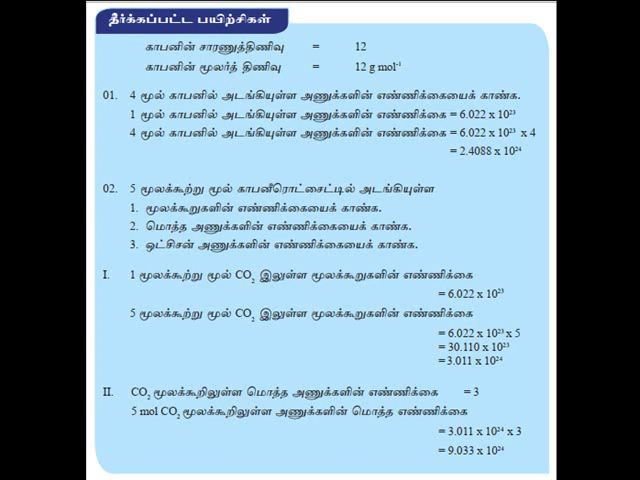 தீர்க்கப்பட்ட பயிற்சிகள்
காபனின் சாரணுத்திணிவு = 12
காபனின் மூலர்த் திணிவு = 12 g mol⁻¹
01. 4 மூல் காபனில் அடங்கியுள்ள அணுக்களின் எண்ணிக்கையைக் காண்க.
1 மூல் காபனில் அடங்கியுள்ள அணுக்களின் எண்ணிக்கை = 6.022 x 10²³
4 மூல் காபனில் அடங்கியுள்ள அணுக்களின் எண்ணிக்கை = 6.022 x 10²³ x 4
= 2.4088 x 10²⁴
02. 5 மூலக்கூற்று மூல் காபனீரொட்சைட்டில் அடங்கியுள்ள
1. மூலக்கூறுகளின் எண்ணிக்கையைக் காண்க.
2. மொத்த அணுக்களின் எண்ணிக்கையைக் காண்க.
3. ஒட்சிசன் அணுக்களின் எண்ணிக்கையைக் காண்க.
I. 1 மூலக்கூற்று மூல் CO₂ இலுள்ள மூலக்கூறுகளின் எண்ணிக்கை
= 6.022 x 10²³
5 மூலக்கூற்று மூல் CO₂ இலுள்ள மூலக்கூறுகளின் எண்ணிக்கை
= 6.022 x 10²³ x 5
= 30.110 x 10²³
= 3.011 x 10²⁴
II. CO₂ மூலக்கூறிலுள்ள மொத்த அணுக்களின் எண்ணிக்கை = 3
5 mol CO₂ மூலக்கூறிலுள்ள அணுக்களின் மொத்த எண்ணிக்கை
= 3.011 x 10²⁴ x 3
= 9.033 x 10²⁴